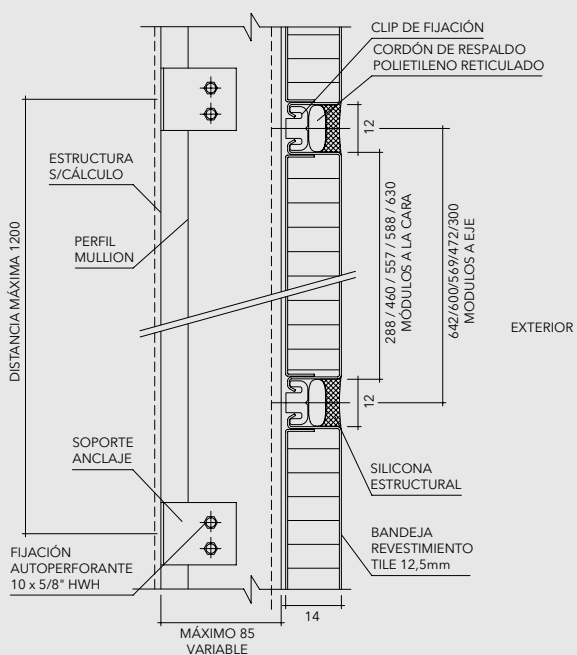 CLIP DE FIJACIÓN
CORDÓN DE RESPALDO
POLIETILENO RETICULADO
12
ESTRUCTURA
S/CÁLCULO
PERFIL
MULLION
DISTANCIA MÁXIMA 1200
288 / 460 / 557 / 588 / 630
MÓDULOS A LA CARA
642/600/569/472/300
MODULOS A EJE
EXTERIOR
12
SOPORTE
ANCLAJE
SILICONA
ESTRUCTURAL
FIJACIÓN
AUTOPERFORANTE
10 x 5/8" HWH
BANDEJA
REVESTIMIENTO
TILE 12,5mm
14
MÁXIMO 85
VARIABLE